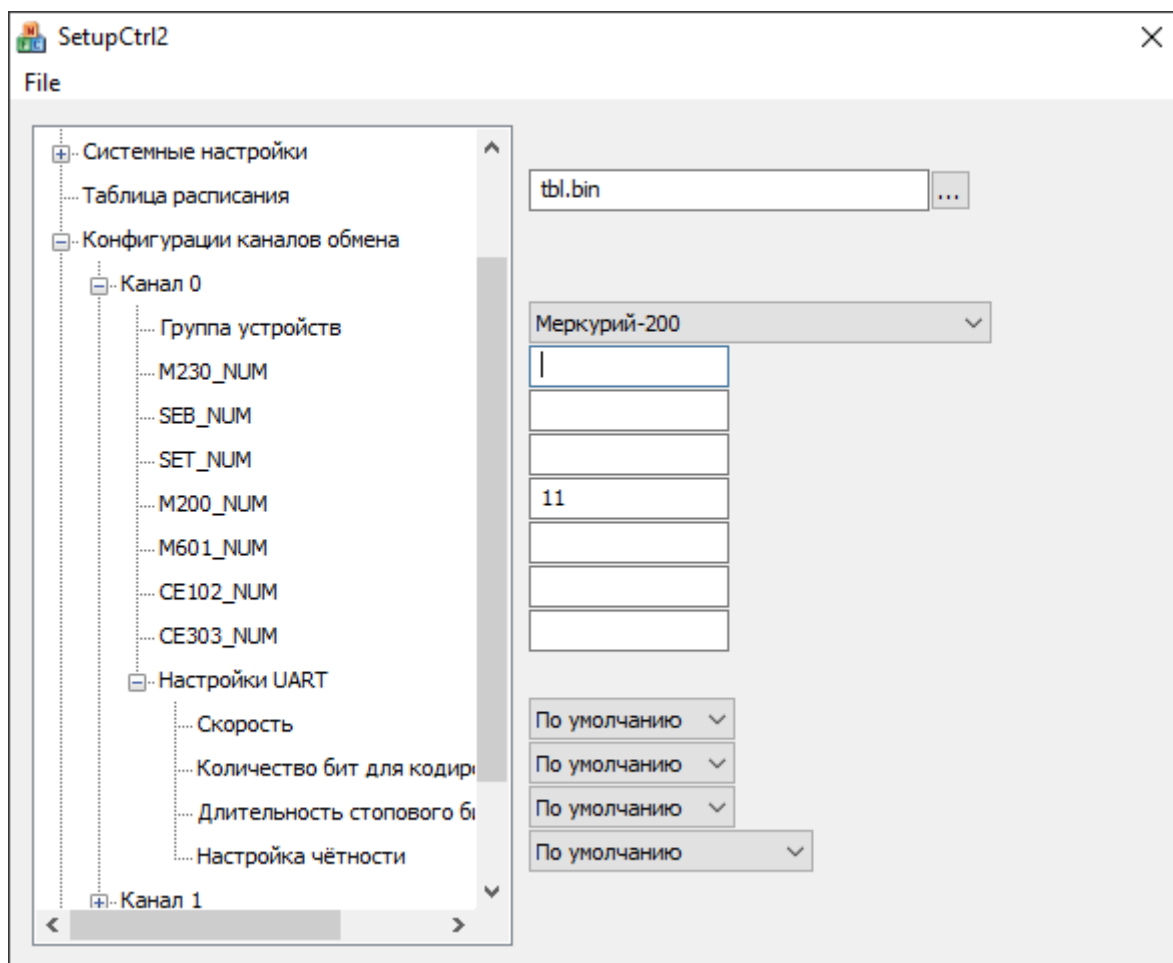 SetupCtrl2
File
Системные настройки
Таблица расписания
tbl.bin ...
Конфигурации каналов обмена
Канал 0
Группа устройств
Меркурий-200
M230_NUM
SEB_NUM
SET_NUM
M200_NUM
11
M601_NUM
CE102_NUM
CE303_NUM
Настройки UART
Скорость
По умолчанию
Количество бит для кодир
По умолчанию
Длительность стопового б
По умолчанию
Настройка чётности
По умолчанию
Канал 1